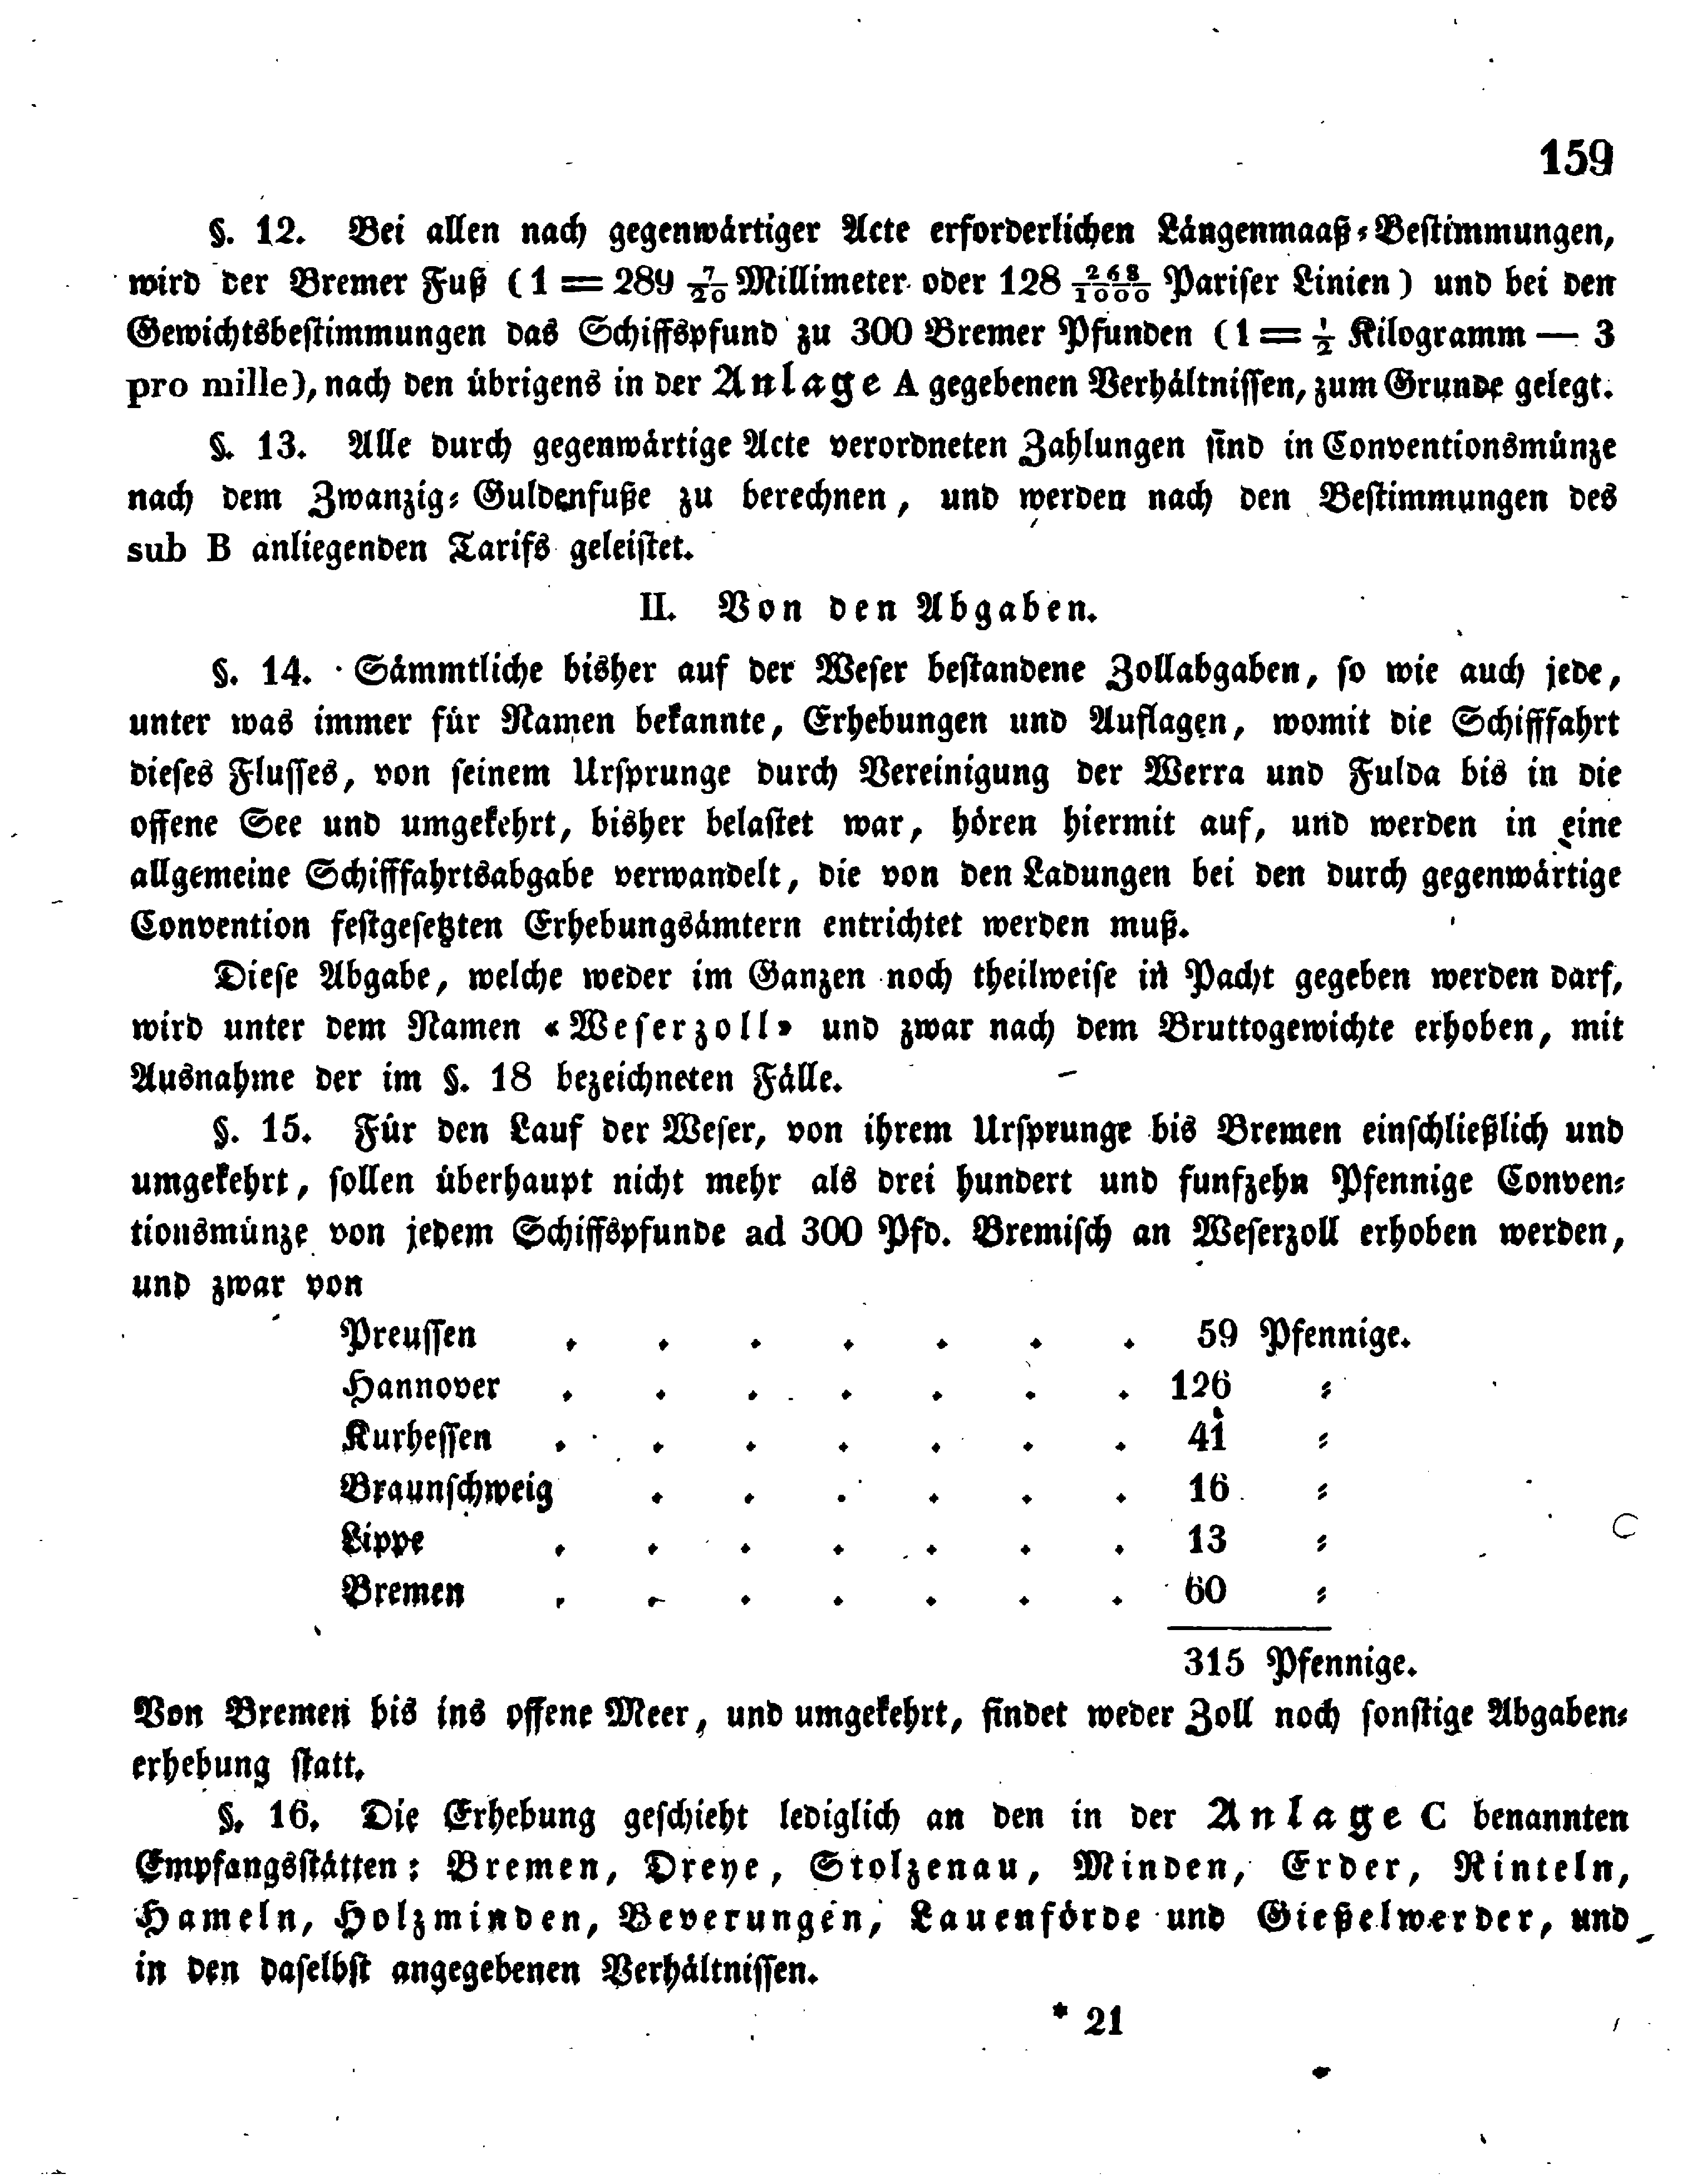 159
§. 12. Bei allen nach gegenwärtiger Acte erforderlichen Längenmaaß-Bestimmungen,
wird der Bremer Fuß (1 = 289 7/20 Millimeter oder 128 268/1000 Pariser Linien) und bei den
Gewichtsbestimmungen das Schiffspfund zu 300 Bremer Pfunden (1 = 1/2 Kilogramm — 3
pro mille), nach den übrigens in der Anlage A gegebenen Verhältnissen, zum Grunde gelegt.
§. 13. Alle durch gegenwärtige Acte verordneten Zahlungen sind in Conventionsmünze
nach dem Zwanzig-Guldenfuße zu berechnen, und werden nach den Bestimmungen des
sub B anliegenden Tarifs geleistet.
II. Von den Abgaben.
§. 14. Sämmtliche bisher auf der Weser bestandene Zollabgaben, so wie auch jede,
unter was immer für Namen bekannte, Erhebungen und Auflagen, womit die Schifffahrt
dieses Flusses, von seinem Ursprunge durch Vereinigung der Werra und Fulda bis in die
offene See und umgekehrt, bisher belastet war, hören hiermit auf, und werden in eine
allgemeine Schifffahrtsabgabe verwandelt, die von den Ladungen bei den durch gegenwärtige
Convention festgesetzten Erhebungsämtern entrichtet werden muß.
Diese Abgabe, welche weder im Ganzen noch theilweise in Pacht gegeben werden darf,
wird unter dem Namen «Weserzoll» und zwar nach dem Bruttogewichte erhoben, mit
Ausnahme der im §. 18 bezeichneten Fälle.
§. 15. Für den Lauf der Weser, von ihrem Ursprunge bis Bremen einschließlich und
umgekehrt, sollen überhaupt nicht mehr als drei hundert und funfzehn Pfennige Conven-
tionsmünze von jedem Schiffspfunde ad 300 Pfd. Bremisch an Weserzoll erhoben werden,
und zwar von
Preussen . . . . . . . 59 Pfennige.
Hannover . . . . . . . 126 "
Kurhessen . . . . . . . 41 "
Braunschweig . . . . . . 16 "
Lippe . . . . . . . 13 "
Bremen . . . . . . . 60 "
315 Pfennige.
Von Bremen bis ins offene Meer, und umgekehrt, findet weder Zoll noch sonstige Abgaben-
erhebung statt.
§. 16. Die Erhebung geschieht lediglich an den in der Anlage C benannten
Empfangsstätten: Bremen, Dreye, Stolzenau, Minden, Erder, Rinteln,
Hameln, Holzminden, Beverungen, Lauenförde und Gießelwerder, und
in den daselbst angegebenen Verhältnissen.
* 21